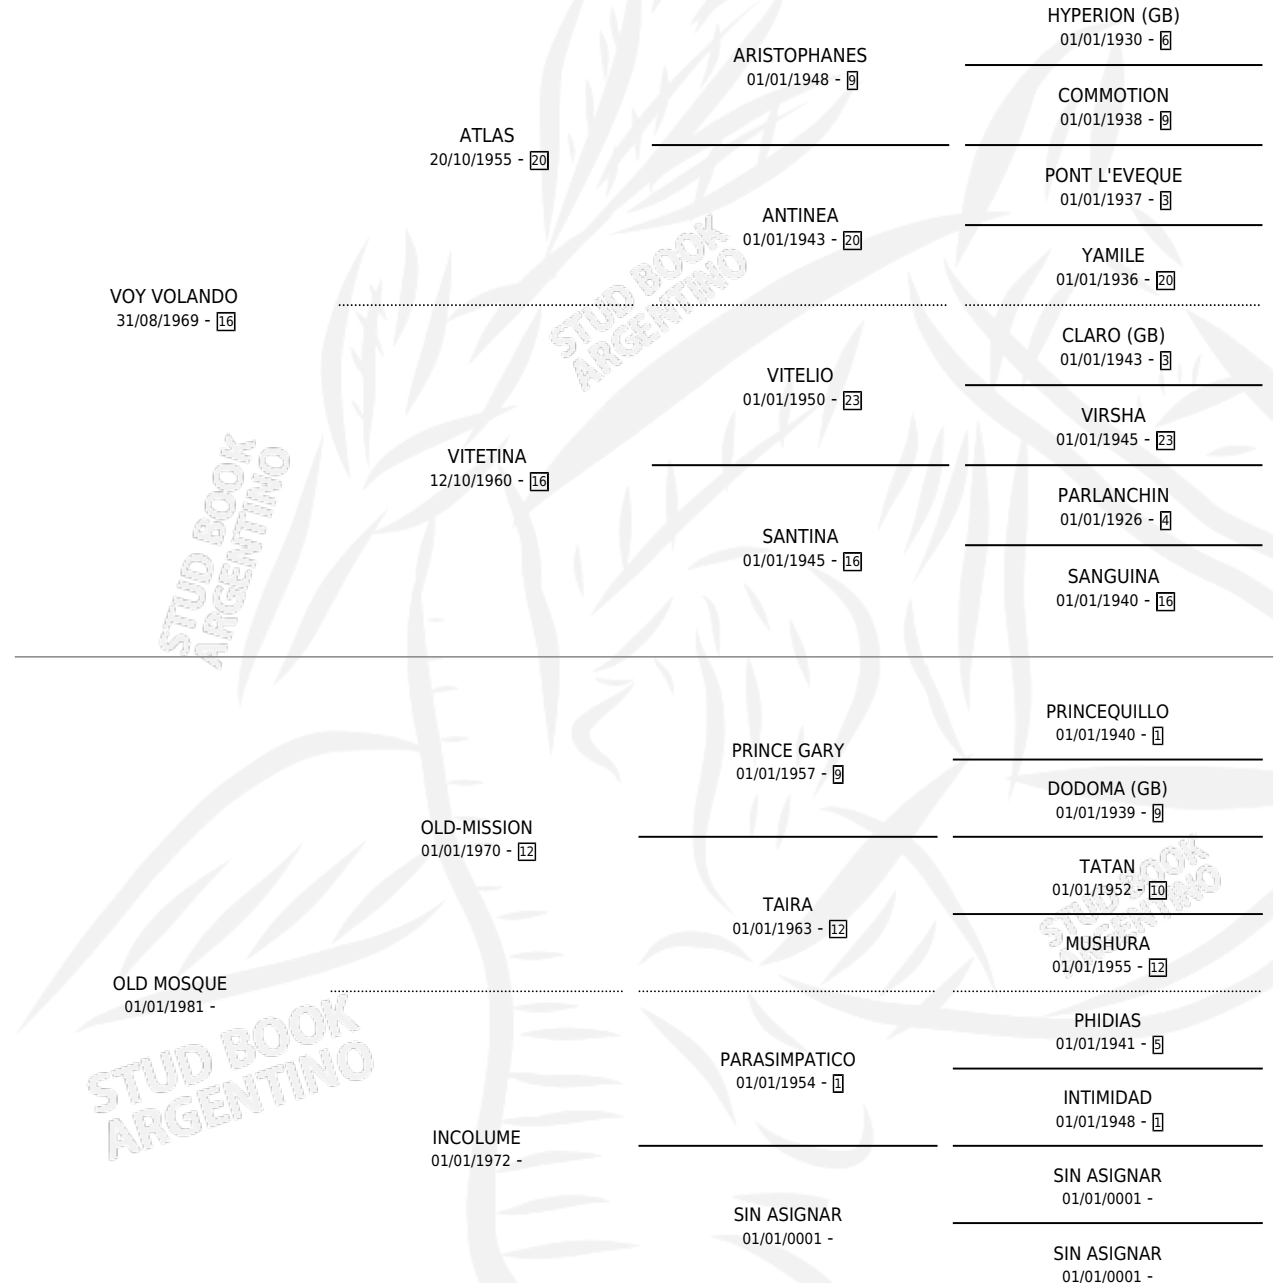 HYPERION (GB)
01/01/1930 - 6
ARISTOPHANES
01/01/1948 - 9
COMMOTION
01/01/1938 - 9
ATLAS
20/10/1955 - 20
PONT L'EVEQUE
01/01/1937 - 3
ANTINEA
01/01/1943 - 20
YAMILE
01/01/1936 - 20
VOY VOLANDO
31/08/1969 - 16
STUD BOOK
ARGENTINO
CLARO (GB)
01/01/1943 - 3
VITELIO
01/01/1950 - 23
VIRSHA
01/01/1945 - 23
VITETINA
12/10/1960 - 16
PARLANCHIN
01/01/1926 - 4
SANTINA
01/01/1945 - 16
SANGUINA
01/01/1940 - 16
STUD BOOK
ARGENTINO
PRINCEQUILLO
01/01/1940 - 1
PRINCE GARY
01/01/1957 - 9
DODOMA (GB)
01/01/1939 - 9
OLD-MISSION
01/01/1970 - 12
TATAN
01/01/1952 - 10
TAIRA
01/01/1963 - 12
MUSHURA
01/01/1955 - 12
STUD BOOK
ARGENTINO
OLD MOSQUE
01/01/1981 -
PHIDIAS
01/01/1941 - 5
PARASIMPATICO
01/01/1954 - 1
INTIMIDAD
01/01/1948 - 1
STUD BOOK
ARGENTINO
INCOLUME
01/01/1972 -
SIN ASIGNAR
01/01/0001 -
SIN ASIGNAR
01/01/0001 -
SIN ASIGNAR
01/01/0001 -